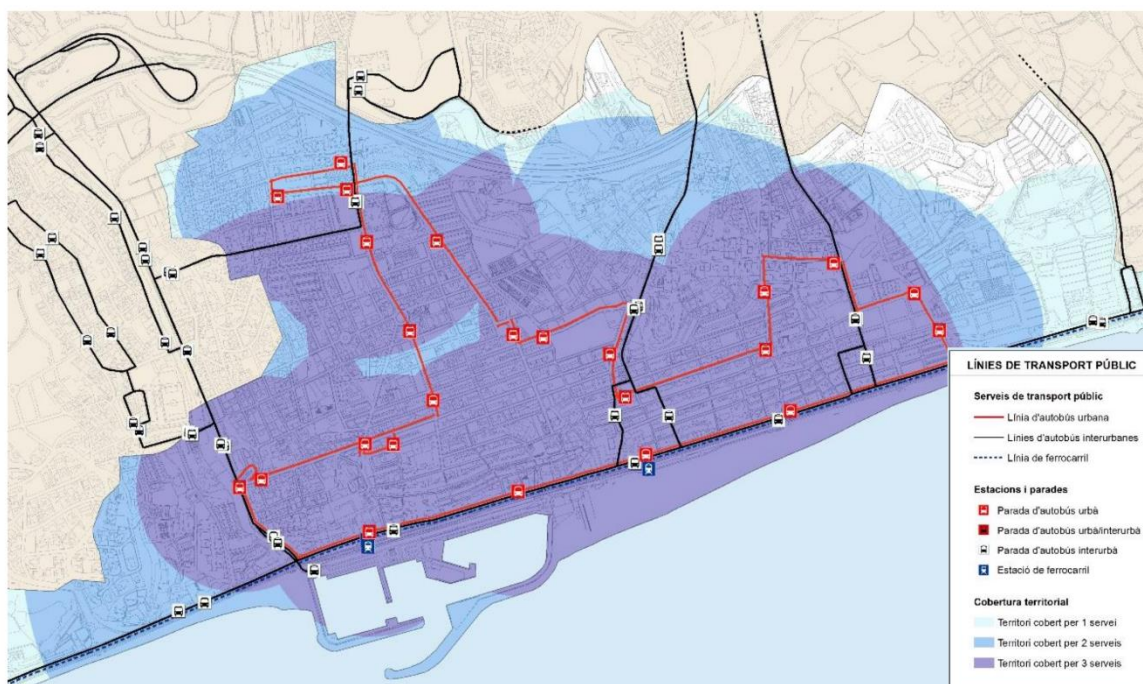 LÍNIES DE TRANSPORT PÚBLIC
Serveis de transport públic
Línia d'autobús urbana
Línies d'autobús interurbanes
Línia de ferrocarril
Estacions i parades
Parada d'autobús urbà
Parada d'autobús urbà/interurbà
Parada d'autobús interurbà
Estació de ferrocarril
Cobertura territorial
Territori cobert per 1 servei
Territori cobert per 2 serveis
Territori cobert per 3 serveis